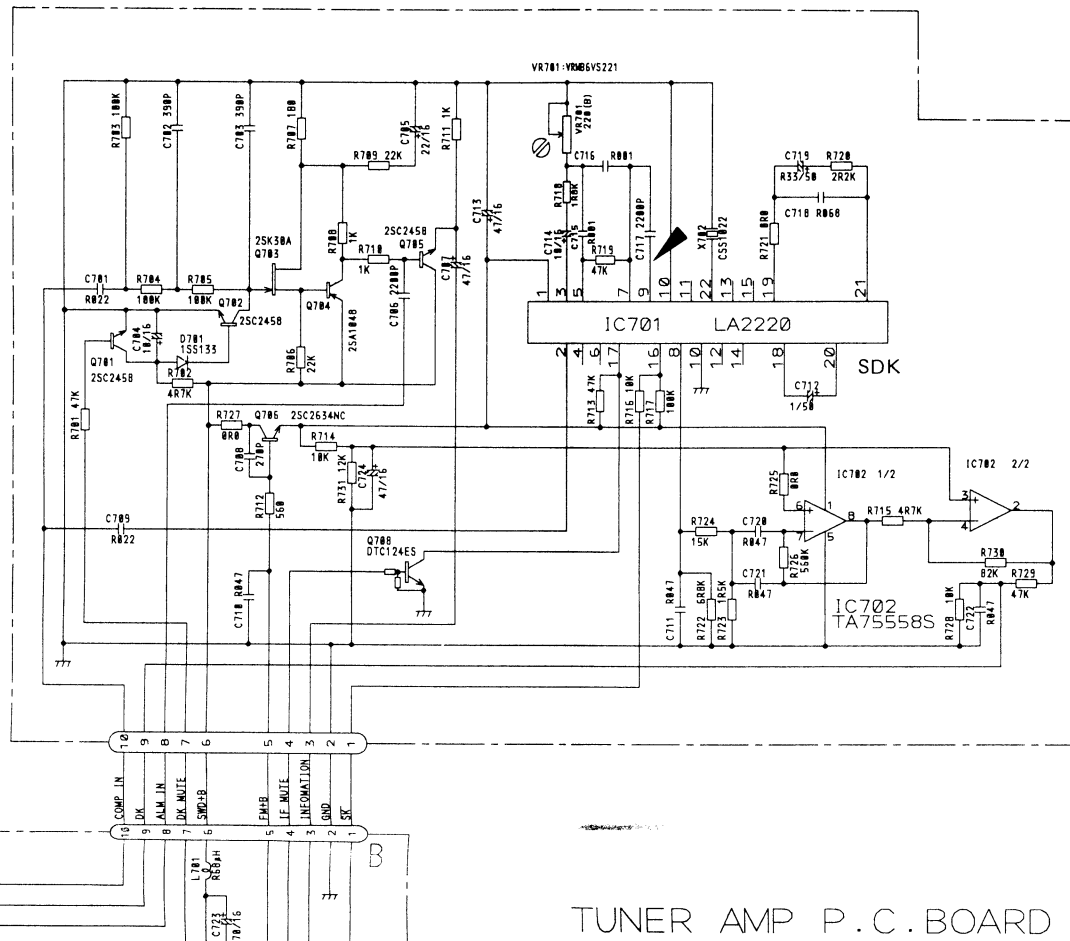 VR701:VRMB6VS221
R703 100K
C702 390P
C703 390P
R707 180
C705
22/16
R711 1K
VR701
220(B)
R709 22K
C716
R001
C719
R33/50
R720
2R2K
C718 R068
R721 0R0
C713
47/16
R718
1R8K
C714
10/16
C715
R001
R719
47K
C717 2200P
X702
CSS1022
2SK30A
Q703
R708
1K
R710
1K
2SC2458
Q705
C707
47/16
C701
R022
R704
100K
R705
100K
Q702
2SC2458
Q704
2SA1048
C706 2200P
1
3
5
7
9
10
11
22
13
15
19
21
IC701
LA2220
2
4
6
17
16
8
10
12
14
18
20
SDK
C704
10/16
D701
1SS133
Q701
2SC2458
R702
4R7K
R706
22K
R701 47K
R713 47K
R716 10K
R717
100K
C712
1/50
R727
0R0
Q706
2SC2634NC
C708
270P
R714
10K
R731 12K
C724
47/16
R712
560
R725
0R0
IC702 1/2
IC702 2/2
6
7
1
8
5
3
4
2
R715 4R7K
C709
R022
R724
15K
C720
R047
R726
560K
C721
R047
R730
82K
R729
47K
Q708
DTC124ES
C710 R047
C711 R047
R722 6R8K
R723 1R5K
IC702
TA75558S
R728 10K
C722
R047
10
9
8
7
6
5
4
3
2
1
COMP IN
DK
ALM IN
DK MUTE
SWD+B
FM+B
IF MUTE
INFOMATION
GND
SK
10
9
8
7
6
5
4
3
2
1
B
L701
R68µH
C723
TUNER AMP P.C.BOARD